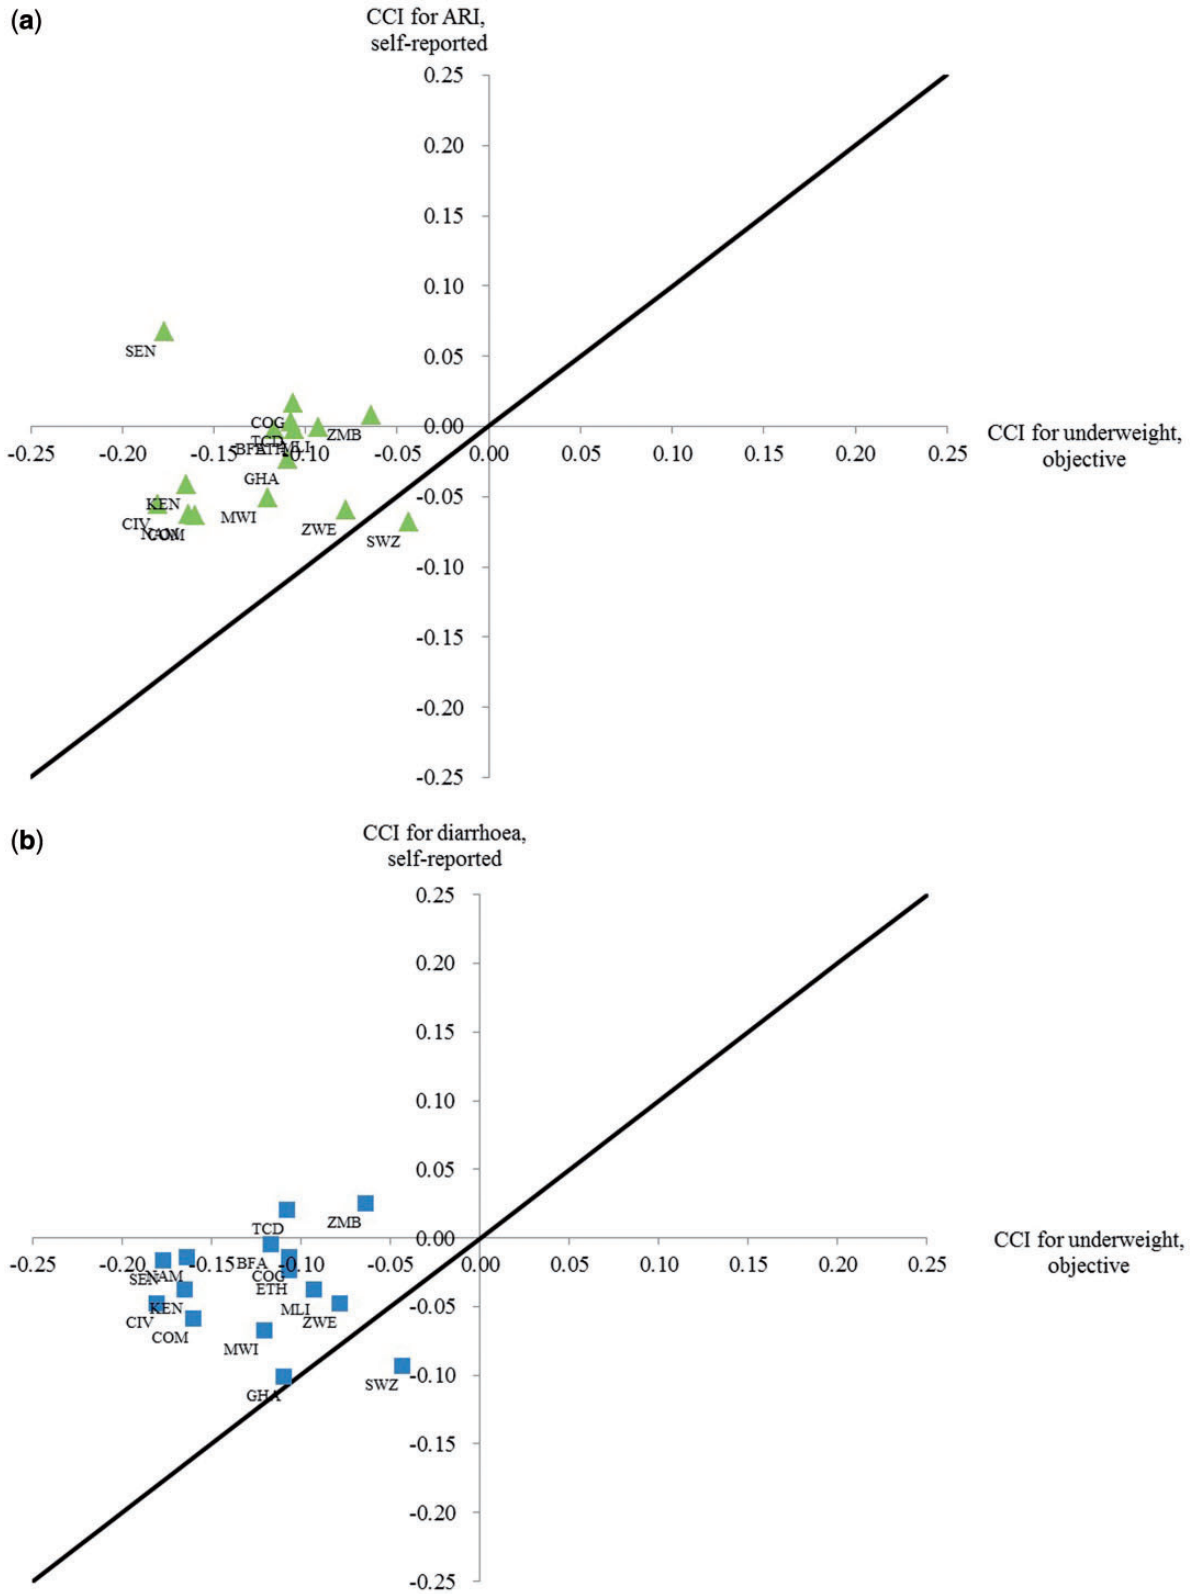 (a)
CCI for ARI,
self-reported
0.25
0.20
0.15
0.10
0.05
SEN
0.00
COG
TCD
ZMB
BFA
ETH
MLI
-0.25 -0.20 -0.15 -0.10 -0.05 0.00 0.05 0.10 0.15 0.20 0.25
CCI for underweight,
objective
GHA
-0.05
KEN
CIV
MWI
NAM
COM
ZWE
SWZ
-0.10
-0.15
-0.20
-0.25
(b)
CCI for diarrhoea,
self-reported
0.25
0.20
0.15
0.10
0.05
TCD
ZMB
0.00
-0.25 -0.20 -0.15 -0.10 -0.05 0.00 0.05 0.10 0.15 0.20 0.25
CCI for underweight,
objective
BFA
SEN
NAM
COG
ETH
-0.05
KEN
MLI
CIV
ZWE
COM
MWI
-0.10
SWZ
GHA
-0.15
-0.20
-0.25